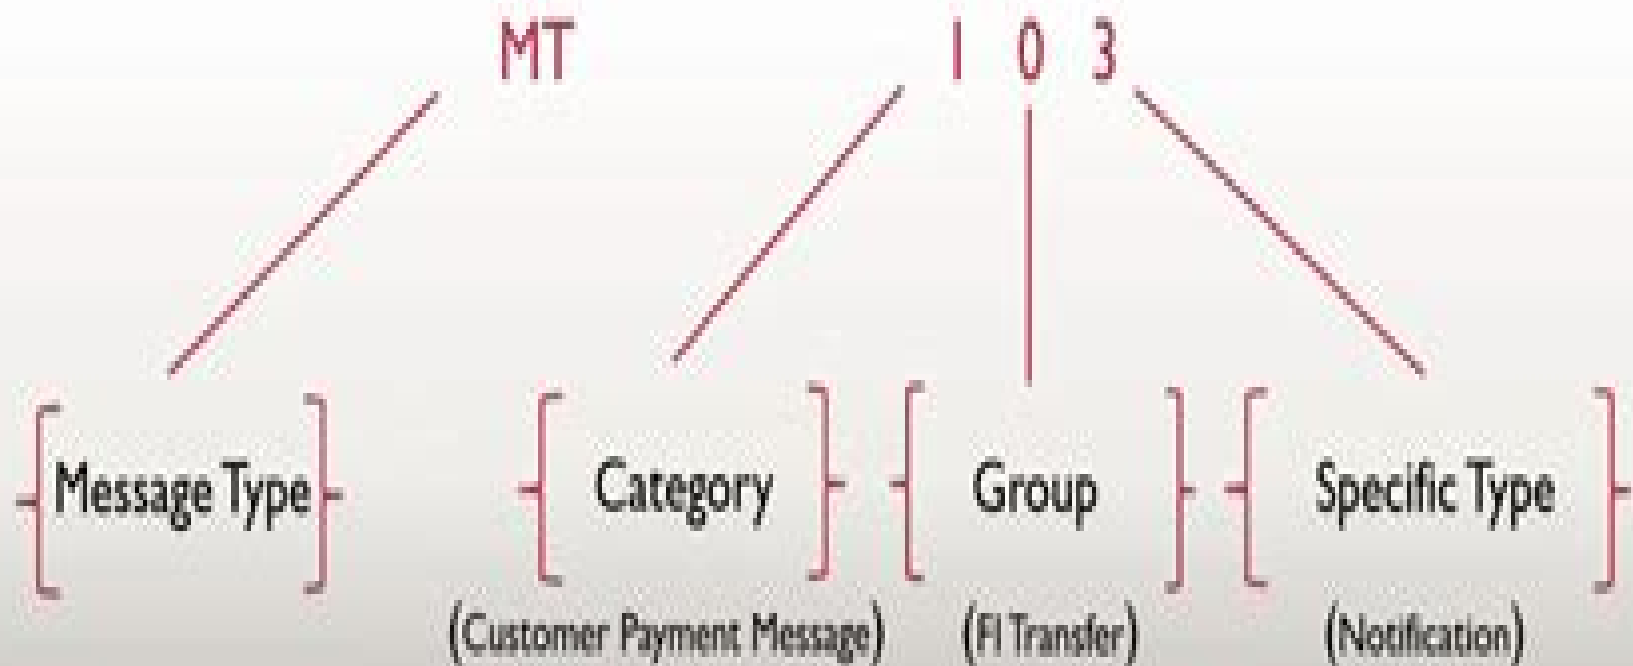 MT 1 0 3
Message Type Category Group Specific Type
(Customer Payment Message) (FI Transfer) (Notification)